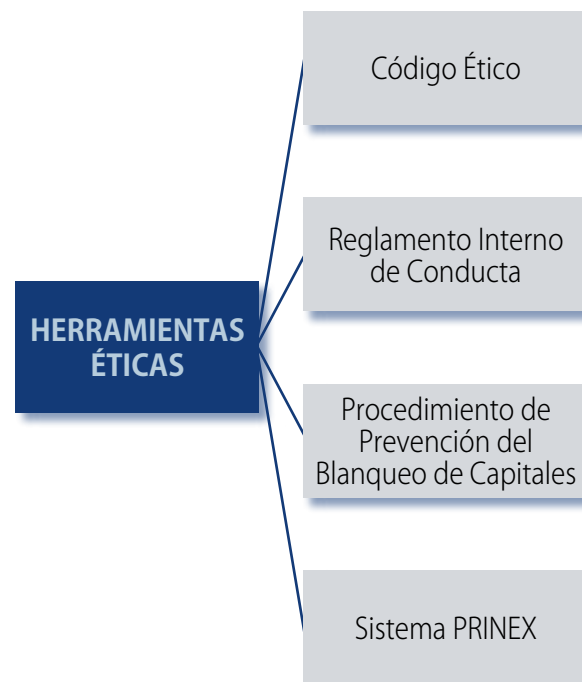 Código Ético
Reglamento Interno
de Conducta
HERRAMIENTAS
ÉTICAS
Procedimiento de
Prevención del
Blanqueo de Capitales
Sistema PRINEX